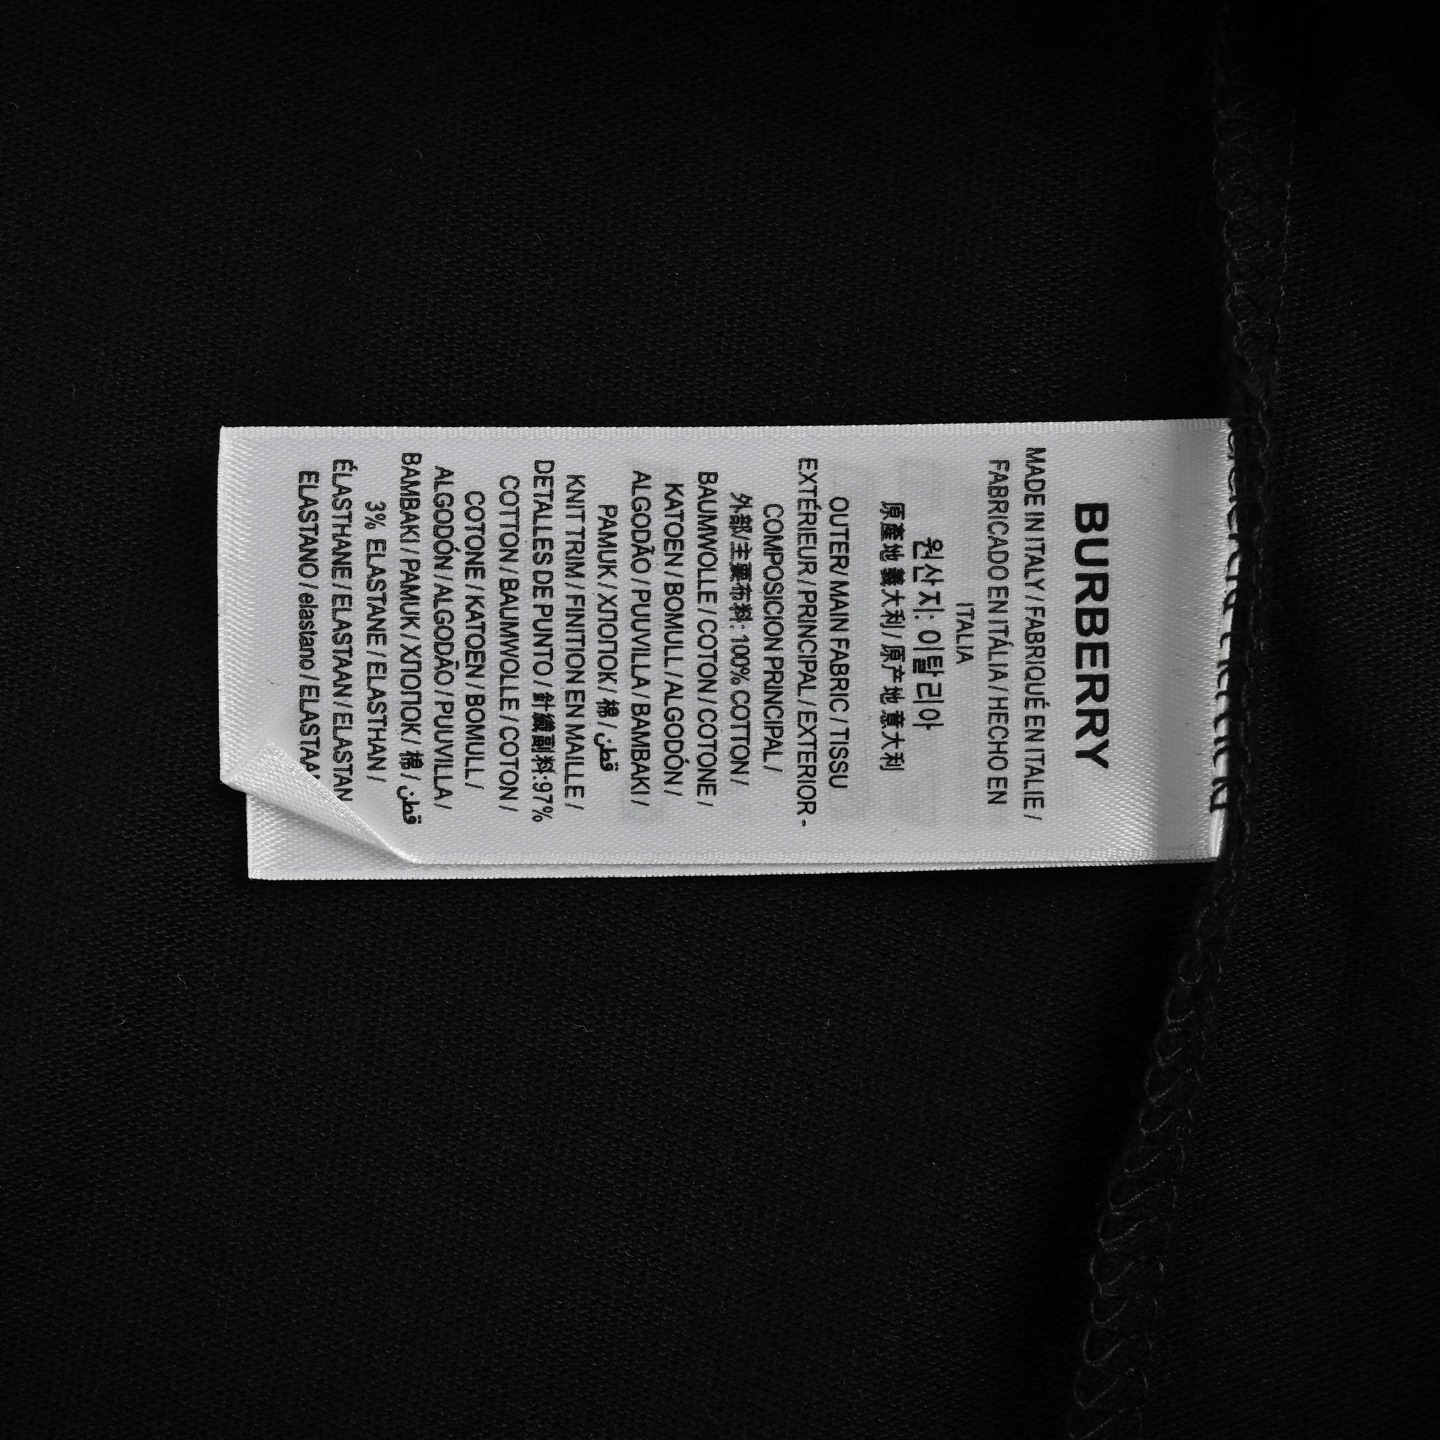 BURBERRY
MADE IN ITALY / FABRIQUÉ EN ITALIE /
FABRICADO EN ITÁLIA / HECHO EN
ITALIA
원산지: 이탈리아
原產地 義大利 / 原产地 意大利
OUTER/ MAIN FABRIC / TISSU
EXTÉRIEUR / PRINCIPAL / EXTERIOR -
COMPOSICION PRINCIPAL /
外部/主要布料: 100% COTTON /
BAUMWOLLE / COTON / COTONE /
KATOEN / BOMULL / ALGODÓN /
ALGODÃO / PUUVILLA / BAMBAKI /
PAMUK / ХЛОПОК / 棉 / قطن
KNIT TRIM / FINITION EN MAILLE /
DETALLES DE PUNTO / 針織副料:97%
COTTON / BAUMWOLLE / COTON /
COTONE / KATOEN / BOMULL /
ALGODÓN / ALGODÃO / PUUVILLA /
BAMBAKI / PAMUK / ХЛОПОК / 棉 / قطن
3% ELASTANE / ELASTHAN /
ÉLASTHANE / ELASTAAN / ELASTAN
ELASTANO / elastano / ELASTAA